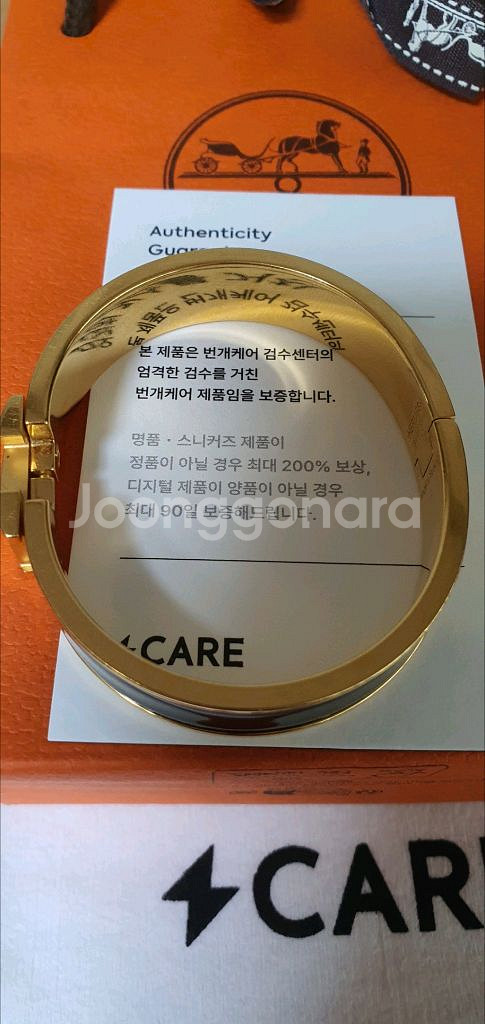 Authenticity
본 제품은 번개케어 검수센터의
엄격한 검수를 거친
번개케어 제품임을 보증합니다.
명품 · 스니커즈 제품이
정품이 아닐 경우 최대 200% 보상,
디지털 제품이 양품이 아닐 경우
최대 90일 보증해드립니다.
Joonggonara
CARE
CAR